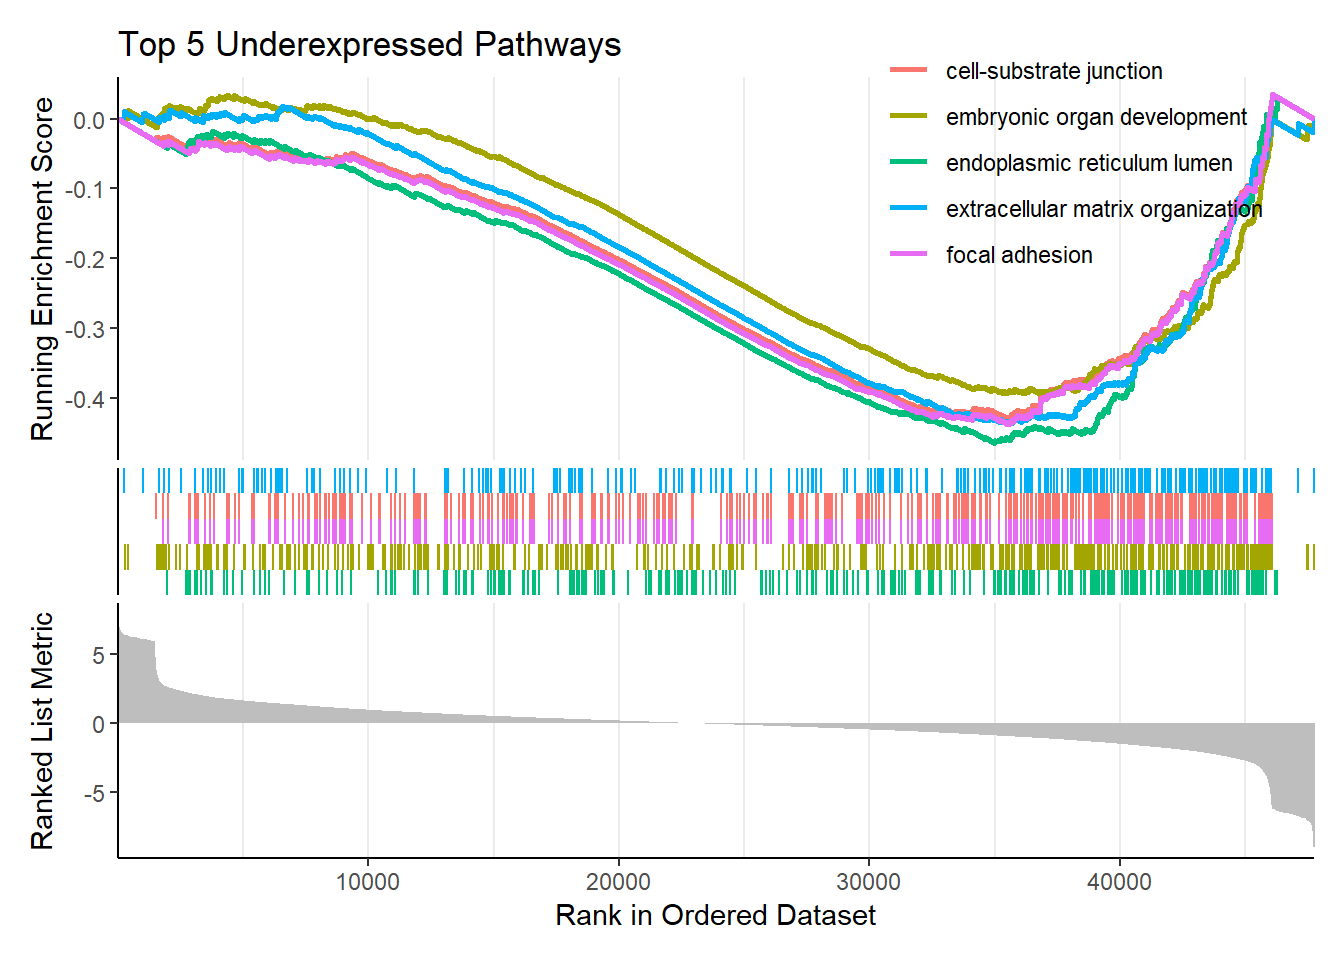 Top 5 Underexpressed Pathways
cell-substrate junction
embryonic organ development
endoplasmic reticulum lumen
extracellular matrix organization
focal adhesion
Running Enrichment Score
0.0
-0.1
-0.2
-0.3
-0.4
Ranked List Metric
5
0
-5
10000
20000
30000
40000
Rank in Ordered Dataset